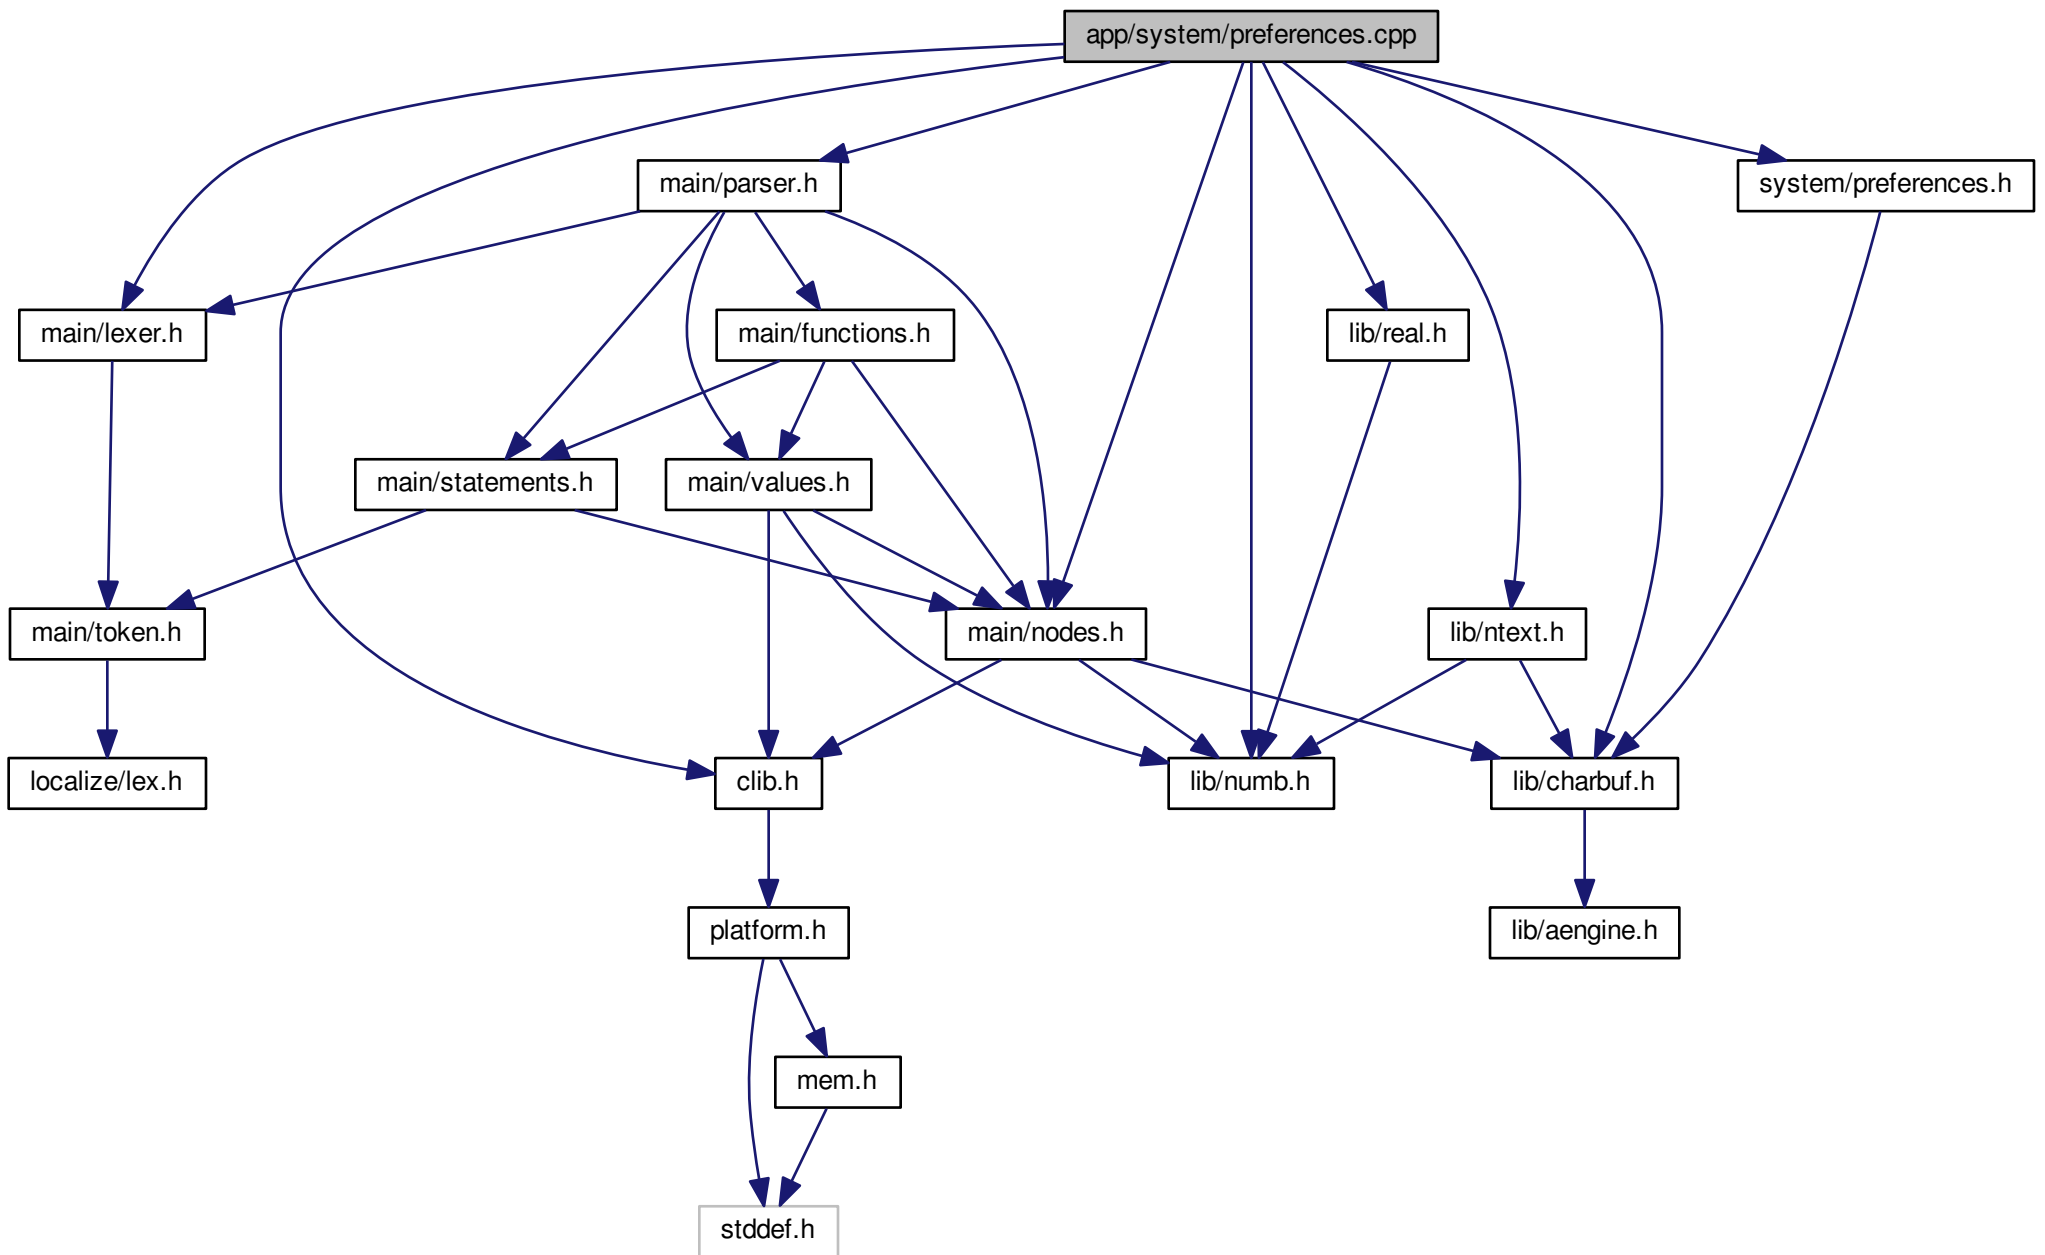 app/system/preferences.cpp
main/parser.h
system/preferences.h
main/lexer.h
main/functions.h
lib/real.h
main/statements.h
main/values.h
main/token.h
main/nodes.h
lib/ntext.h
localize/lex.h
clib.h
lib/numb.h
lib/charbuf.h
platform.h
lib/aengine.h
mem.h
stddef.h